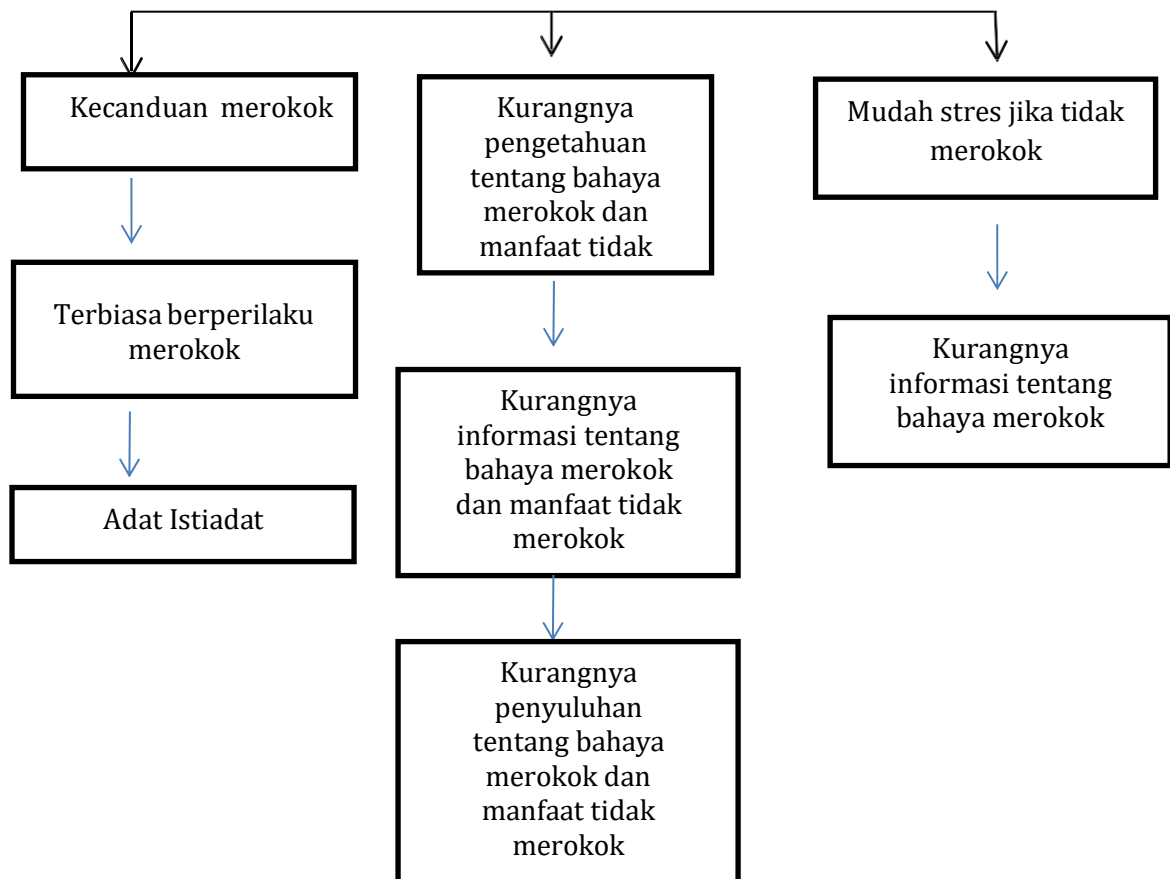 Kecanduan merokok
Terbiasa berperilaku
merokok
Adat Istiadat
Kurangnya
pengetahuan
tentang bahaya
merokok dan
manfaat tidak
Kurangnya
informasi tentang
bahaya merokok
dan manfaat tidak
merokok
Kurangnya
penyuluhan
tentang bahaya
merokok dan
manfaat tidak
merokok
Mudah stres jika tidak
merokok
Kurangnya
informasi tentang
bahaya merokok